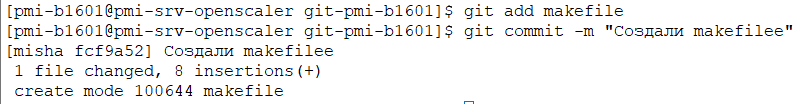 [pmi-b1601@pmi-srv-openscaler git-pmi-b1601]$ git add makefile
[pmi-b1601@pmi-srv-openscaler git-pmi-b1601]$ git commit -m "Создали makefilee"
[misha fcf9a52] Создали makefilee
 1 file changed, 8 insertions(+)
 create mode 100644 makefile